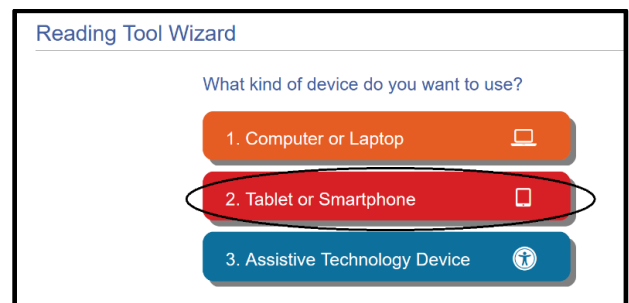 Reading Tool Wizard
What kind of device do you want to use?
1. Computer or Laptop
2. Tablet or Smartphone
3. Assistive Technology Device